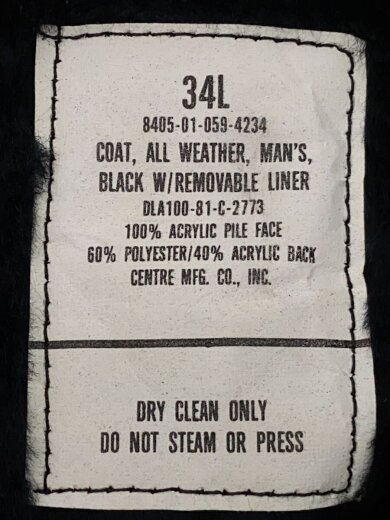 34L
8405-01-059-4234
COAT, ALL WEATHER, MAN'S,
BLACK W/REMOVABLE LINER
DLA100-81-C-2773
100% ACRYLIC PILE FACE
60% POLYESTER/40% ACRYLIC BACK
CENTRE MFG. CO., INC.
DRY CLEAN ONLY
DO NOT STEAM OR PRESS